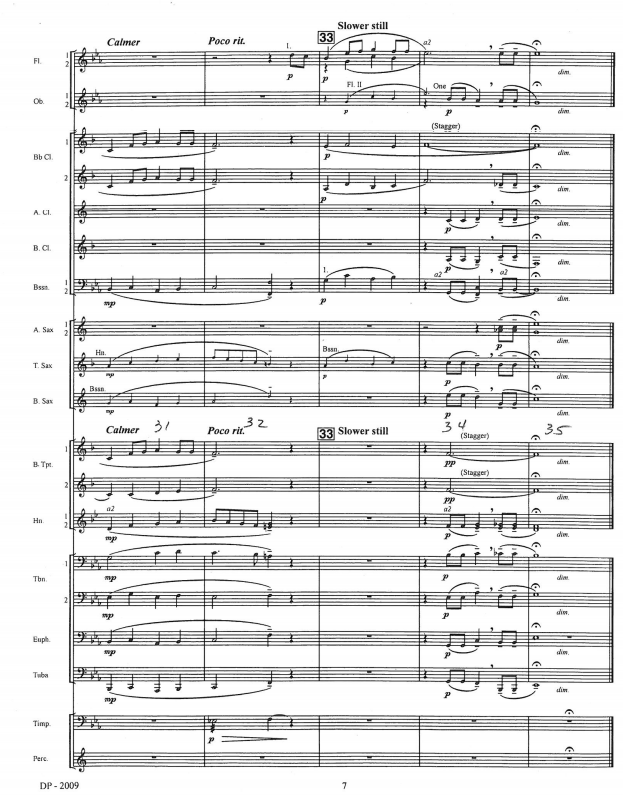 Slower still
Calmer Poco rit. 33
Fl. 1 2 1. a2
p p dim.
Ob. 1 2 Fl. II One
p p dim.
(Stagger)
Bb Cl. 1
p dim.
2
p dim.
A. Cl.
p dim.
B. Cl.
p dim.
Bssn. 1 2 1. a2 a2
mp p
A. Sax 1 2
p dim.
T. Sax Hn. Bssn.
mp p p dim.
B. Sax Bssn.
mp p dim.
Calmer 31 Poco rit. 32 33 Slower still 34 35
(Stagger)
B♭ Tpt. 1
pp dim.
(Stagger)
2
pp dim.
Hn. 1 2 a2 a2
mp p dim.
Tbn. 1
mp p dim.
2
mp p dim.
Euph.
mp p
Tuba
mp p dim.
Timp.
p
Perc.
DP - 2009 7